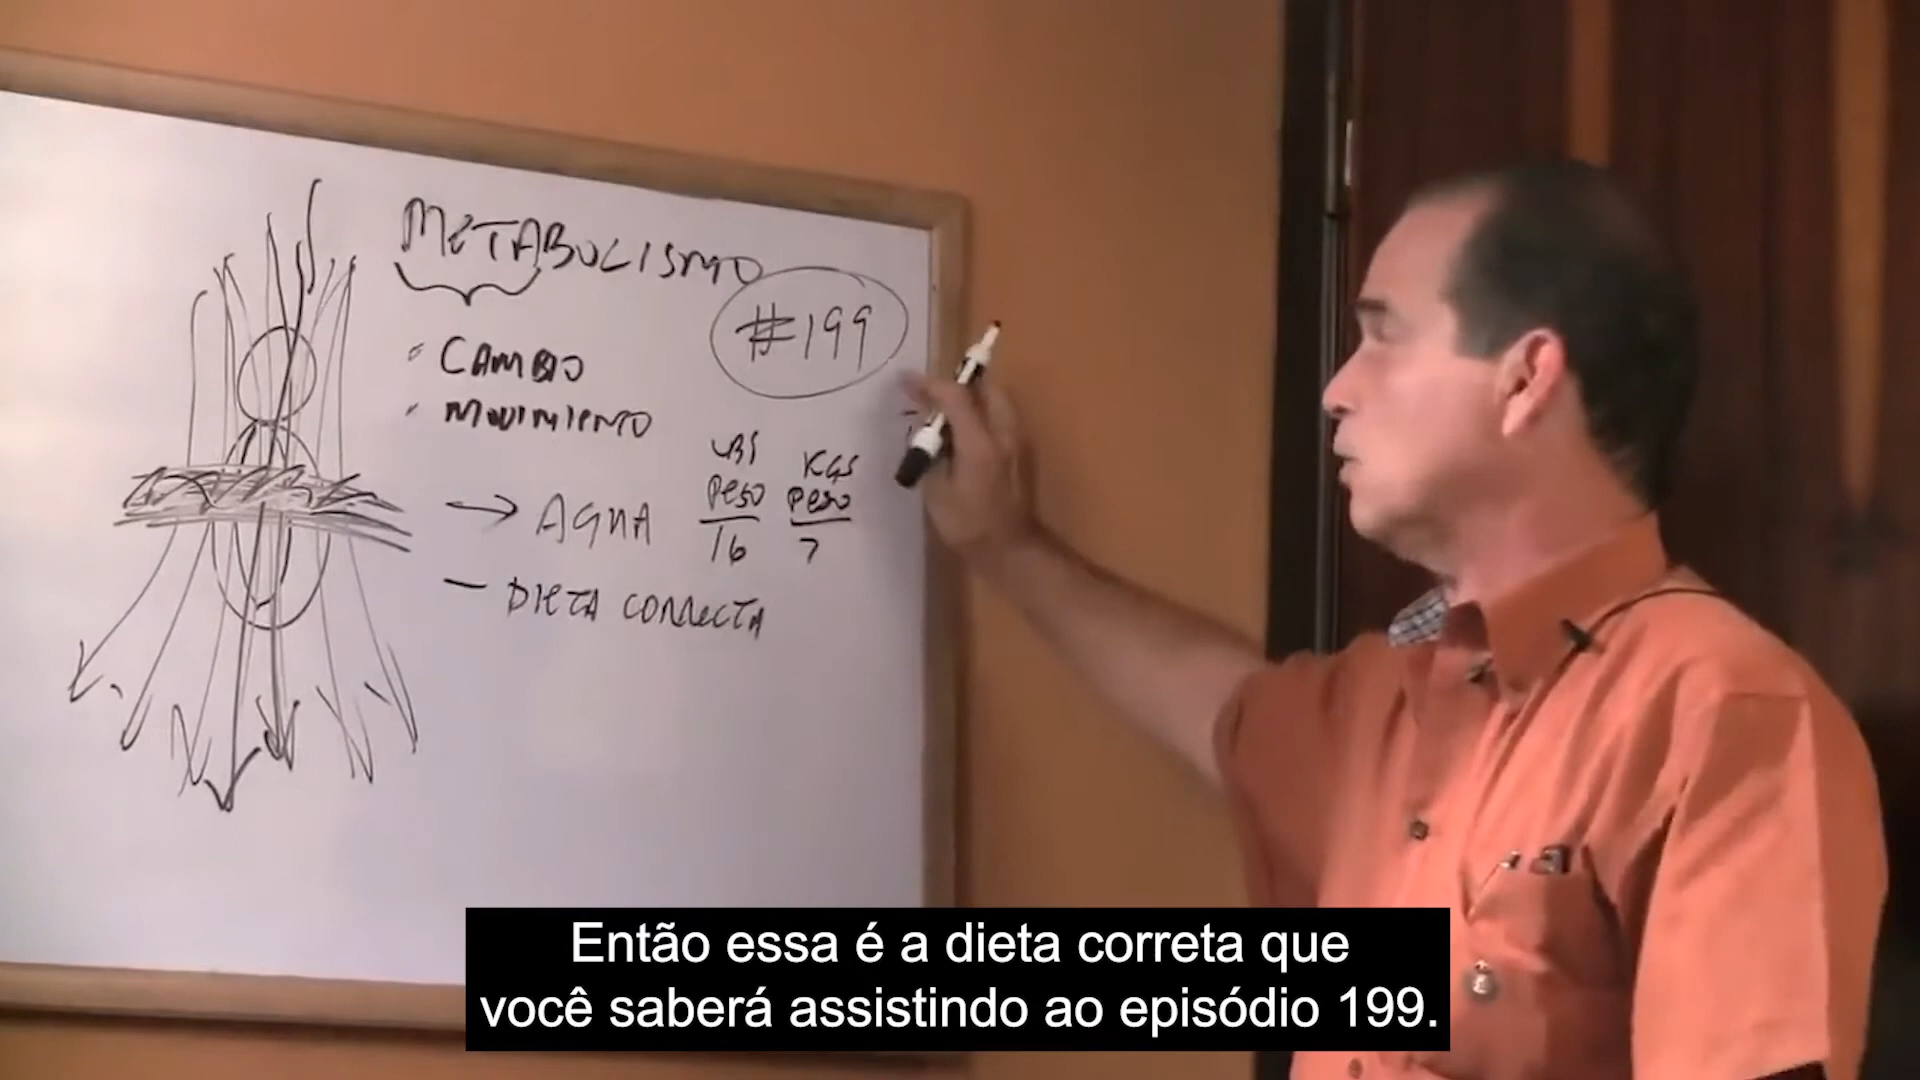 METABOLISMO
#199
CAMBIO
MOVIMIENTO
LBS KGS
PESO PESO
→ AGUA 16 7
— DIETA CORRECTA
Então essa é a dieta correta que
você saberá assistindo ao episódio 199.